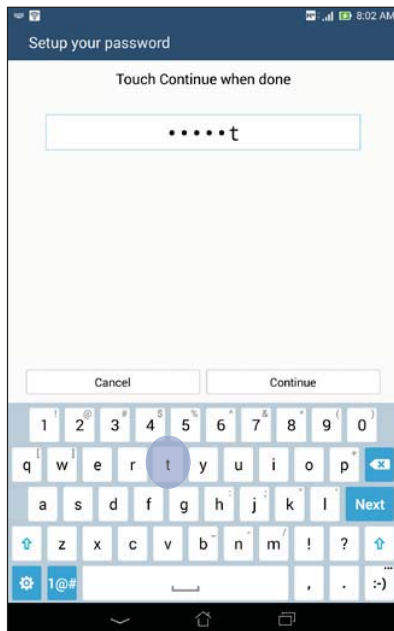 8:02 AM
Setup your password
Touch Continue when done
•••••t
Cancel
Continue
! @ # $ % ^ & * ( )
1 2 3 4 5 6 7 8 9 0
[ ] *
q w e r t y u i o p
: ; ' "
a s d f g h j k l Next
- /
z x c v b n m ! ?
1@# , . :-)